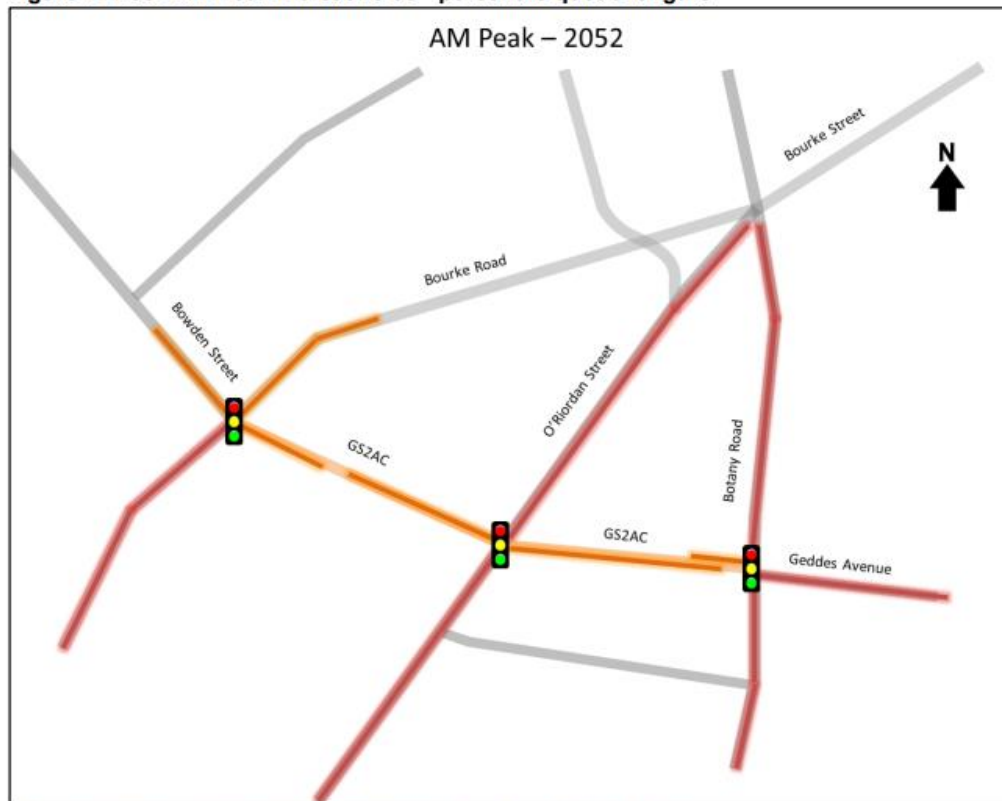 AM Peak – 2052
Bourke Street
N
Bourke Road
Bowden Street
O'Riordan Street
GS2AC
Botany Road
GS2AC
Geddes Avenue